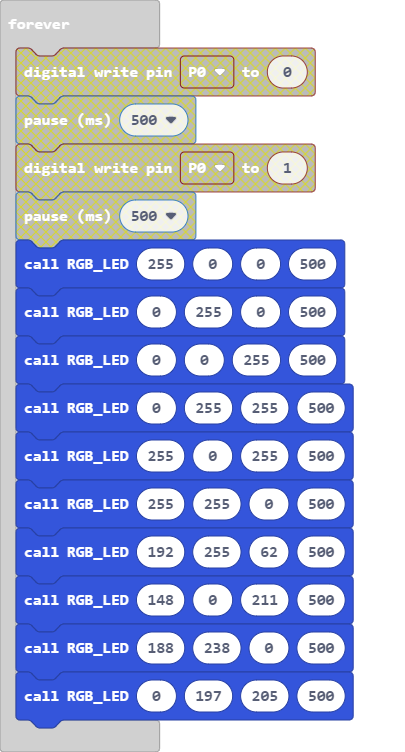 forever
digital write pin P0 to 0
pause (ms) 500
digital write pin P0 to 1
pause (ms) 500
call RGB_LED 255 0 0 500
call RGB_LED 0 255 0 500
call RGB_LED 0 0 255 500
call RGB_LED 0 255 255 500
call RGB_LED 255 0 255 500
call RGB_LED 255 255 0 500
call RGB_LED 192 255 62 500
call RGB_LED 148 0 211 500
call RGB_LED 188 238 0 500
call RGB_LED 0 197 205 500